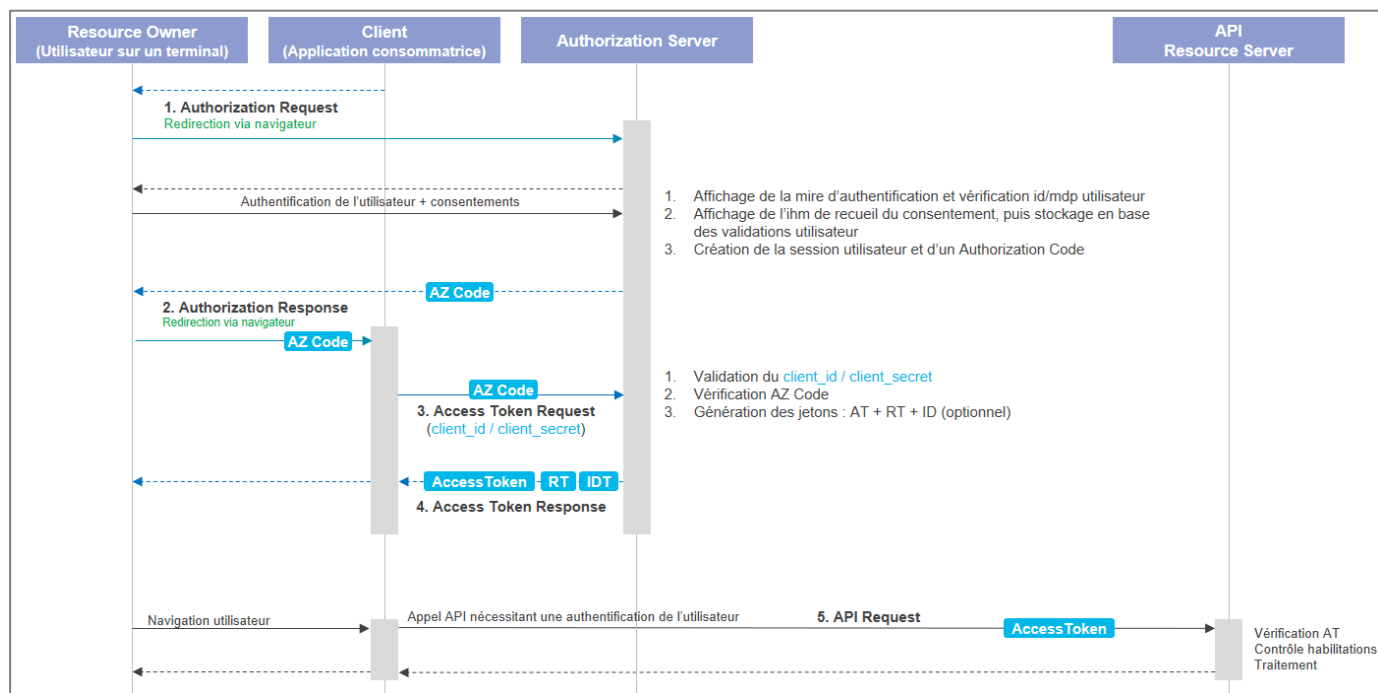 Resource Owner
(Utilisateur sur un terminal)
Client
(Application consommatrice)
Authorization Server
API
Resource Server
1. Authorization Request
Redirection via navigateur
Authentification de l'utilisateur + consentements
1. Affichage de la mire d'authentification et vérification id/mdp utilisateur
2. Affichage de l'ihm de recueil du consentement, puis stockage en base
des validations utilisateur
3. Création de la session utilisateur et d'un Authorization Code
AZ Code
2. Authorization Response
Redirection via navigateur
AZ Code
AZ Code
3. Access Token Request
(client_id / client_secret)
1. Validation du client_id / client_secret
2. Vérification AZ Code
3. Génération des jetons : AT + RT + ID (optionnel)
AccessToken RT IDT
4. Access Token Response
Navigation utilisateur
Appel API nécessitant une authentification de l'utilisateur
5. API Request
AccessToken
Vérification AT
Contrôle habilitations
Traitement